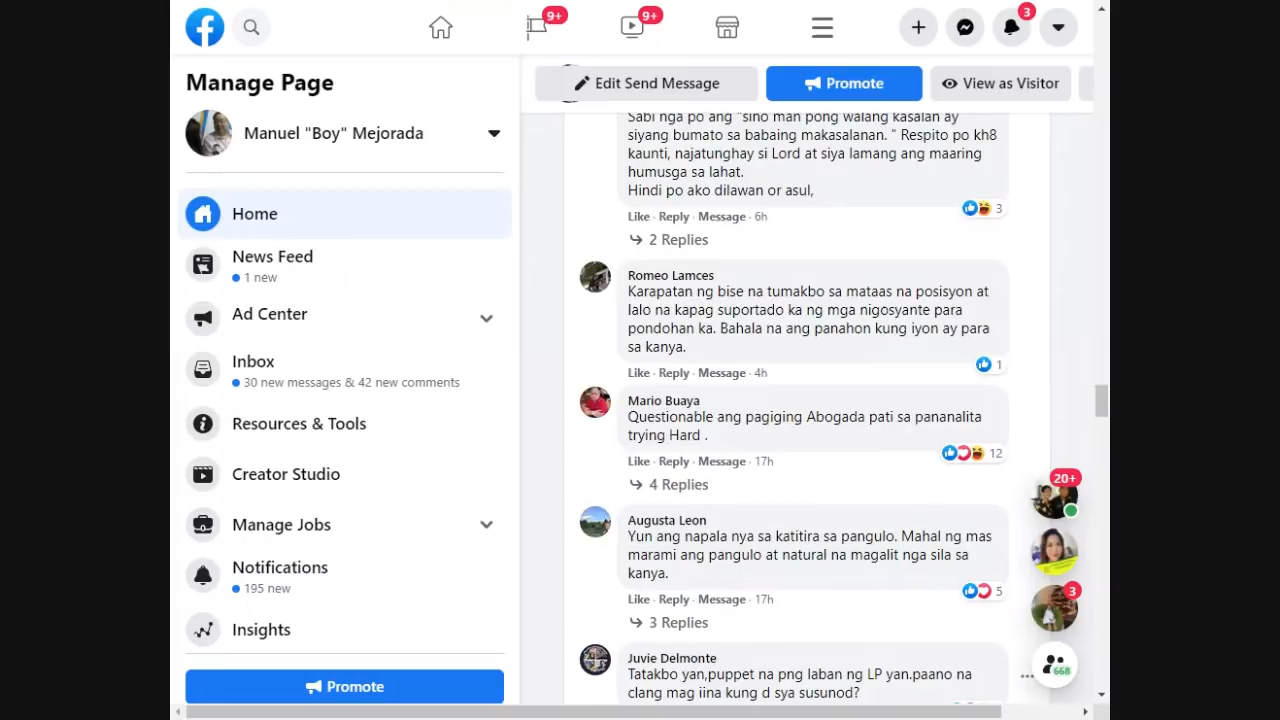 9+
9+
3
Manage Page
Edit Send Message
Promote
View as Visitor
Manuel "Boy" Mejorada
Home
News Feed
1 new
Ad Center
Inbox
30 new messages & 42 new comments
Resources & Tools
Creator Studio
Manage Jobs
Notifications
195 new
Insights
Promote
Sabi nga po ang "sino man pong walang kasalan ay
siyang bumato sa babaing makasalanan. " Respito po kh8
kaunti, najatunghay si Lord at siya lamang ang maaring
humusga sa lahat.
Hindi po ako dilawan or asul,
3
Like · Reply · Message · 6h
2 Replies
Romeo Lamces
Karapatan ng bise na tumakbo sa mataas na posisyon at
lalo na kapag suportado ka ng mga nigosyante para
pondohan ka. Bahala na ang panahon kung iyon ay para
sa kanya.
1
Like · Reply · Message · 4h
Mario Buaya
Questionable ang pagiging Abogada pati sa pananalita
trying Hard .
12
Like · Reply · Message · 17h
4 Replies
Augusta Leon
Yun ang napala nya sa katitira sa pangulo. Mahal ng mas
marami ang pangulo at natural na magalit nga sila sa
kanya.
5
Like · Reply · Message · 17h
3 Replies
Juvie Delmonte
Tatakbo yan,puppet na png laban ng LP yan.paano na
clang mag iina kung d sya susunod?
20+
3
668